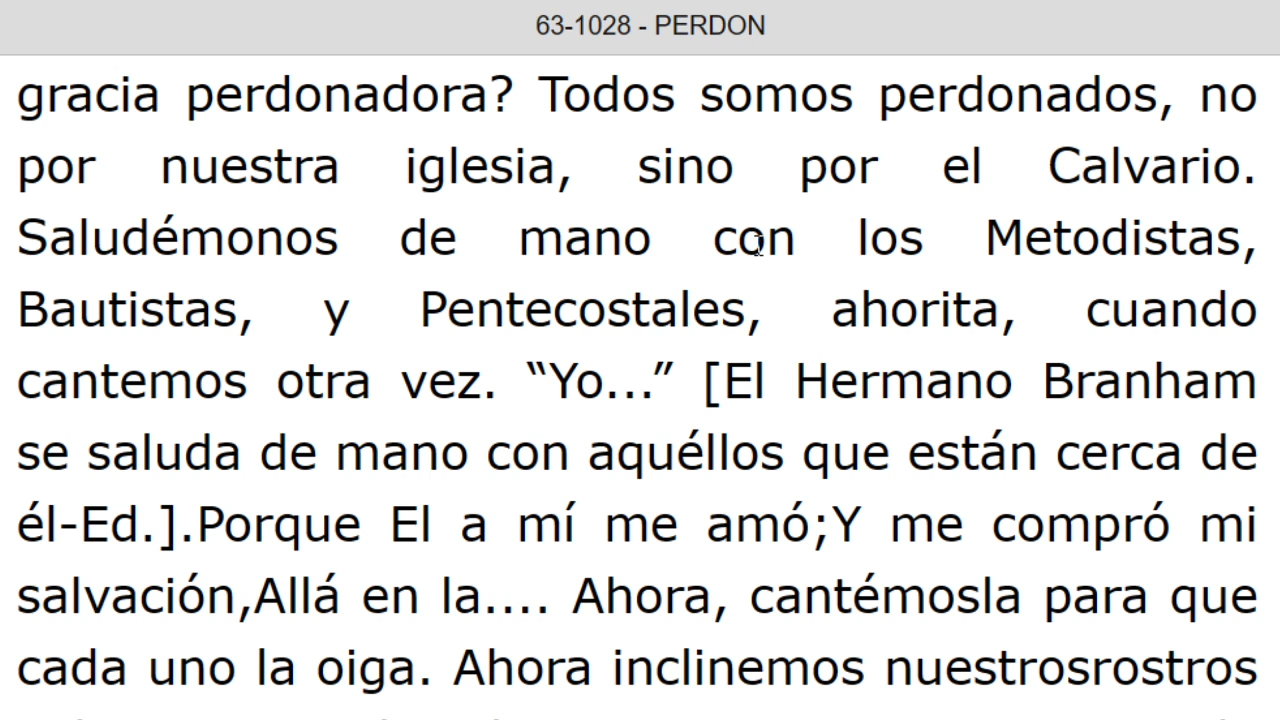 63-1028 - PERDON
gracia perdonadora? Todos somos perdonados, no
por nuestra iglesia, sino por el Calvario.
Saludémonos de mano con los Metodistas,
Bautistas, y Pentecostales, ahorita, cuando
cantemos otra vez. “Yo...” [El Hermano Branham
se saluda de mano con aquéllos que están cerca de
él-Ed.].Porque El a mí me amó;Y me compró mi
salvación,Allá en la.... Ahora, cantémosla para que
cada uno la oiga. Ahora inclinemos nuestrosrostros